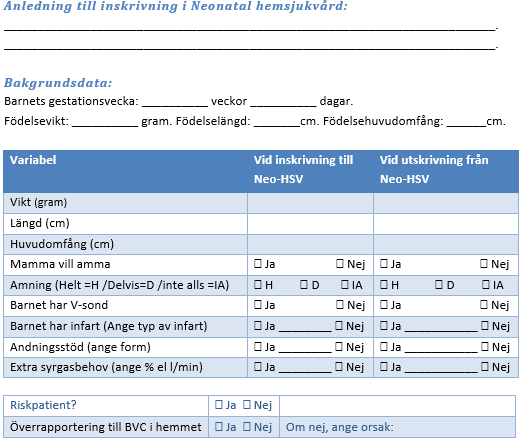 Anledning till inskrivning i Neonatal hemsjukvård:
______________________________________________________________________.
______________________________________________________________________.
Bakgrundsdata:
Barnets gestationsvecka: __________ veckor __________ dagar.
Födelsevikt: __________ gram. Födelselängd: _______cm. Födelsehuvudomfång: ______cm.
Variabel Vid inskrivning till Neo-HSV Vid utskrivning från Neo-HSV
Vikt (gram)
Längd (cm)
Huvudomfång (cm)
Mamma vill amma ☐ Ja ☐ Nej ☐ Ja ☐ Nej
Amning (Helt =H /Delvis=D /inte alls =IA) ☐ H ☐ D ☐ IA ☐ H ☐ D ☐ IA
Barnet har V-sond ☐ Ja ☐ Nej ☐ Ja ☐ Nej
Barnet har infart (Ange typ av infart) ☐ Ja ________ ☐ Nej ☐ Ja ___________ ☐ Nej
Andningsstöd (ange form) ☐ Ja ________ ☐ Nej ☐ Ja ___________ ☐ Nej
Extra syrgasbehov (ange % el l/min) ☐ Ja ________ ☐ Nej ☐ Ja ___________ ☐ Nej
Riskpatient? ☐ Ja ☐ Nej
Överrapportering till BVC i hemmet ☐ Ja ☐ Nej Om nej, ange orsak: